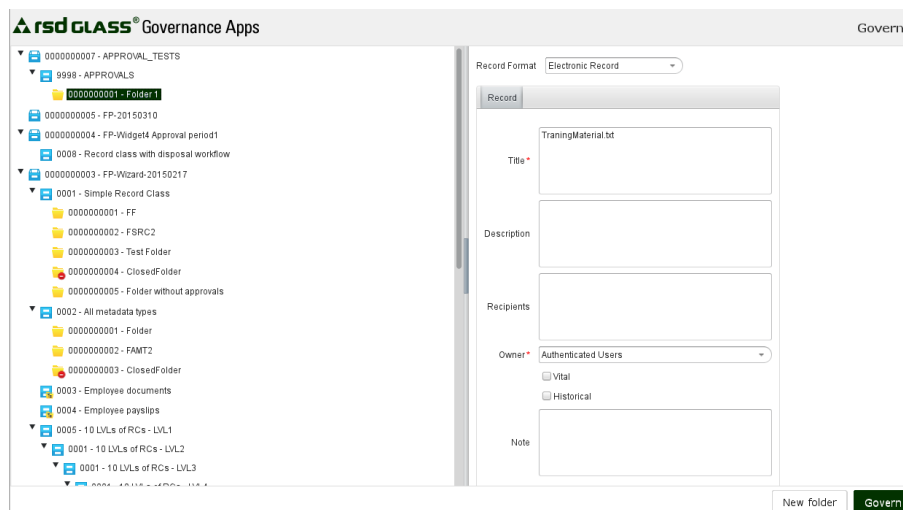 rsd GLASS® Governance Apps
Govern
0000000007 - APPROVAL_TESTS
9998 - APPROVALS
0000000001 - Folder 1
0000000005 - FP-20150310
0000000004 - FP-Widget4 Approval period1
0008 - Record class with disposal workflow
0000000003 - FP-Wizard-20150217
0001 - Simple Record Class
0000000001 - FF
0000000002 - FSRC2
0000000003 - Test Folder
0000000004 - ClosedFolder
0000000005 - Folder without approvals
0002 - All metadata types
0000000001 - Folder
0000000002 - FAMT2
0000000003 - ClosedFolder
0003 - Employee documents
0004 - Employee payslips
0005 - 10 LVLs of RCs - LVL1
0001 - 10 LVLs of RCs - LVL2
0001 - 10 LVLs of RCs - LVL3
Record Format
Electronic Record
Record
Title *
TraningMaterial.txt
Description
Recipients
Owner *
Authenticated Users
Vital
Historical
Note
New folder
Govern